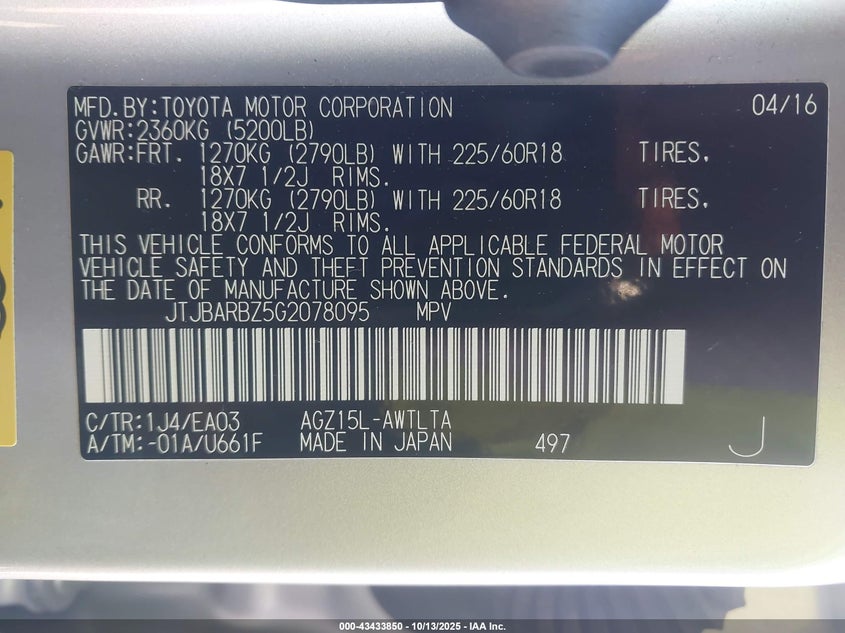 MFD.BY:TOYOTA MOTOR CORPORATION 04/16
GVWR:2360KG (5200LB)
GAWR:FRT. 1270KG (2790LB) WITH 225/60R18 TIRES.
18X7 1/2J RIMS.
RR. 1270KG (2790LB) WITH 225/60R18 TIRES.
18X7 1/2J RIMS.
THIS VEHICLE CONFORMS TO ALL APPLICABLE FEDERAL MOTOR
VEHICLE SAFETY AND THEFT PREVENTION STANDARDS IN EFFECT ON
THE DATE OF MANUFACTURE SHOWN ABOVE.
JTJBARBZ5G2078095 MPV
C/TR:1J4/EA03 AGZ15L-AWTLTA
A/TM:-01A/U661F MADE IN JAPAN 497 J
000-43433850 - 10/13/2025 - IAA Inc.